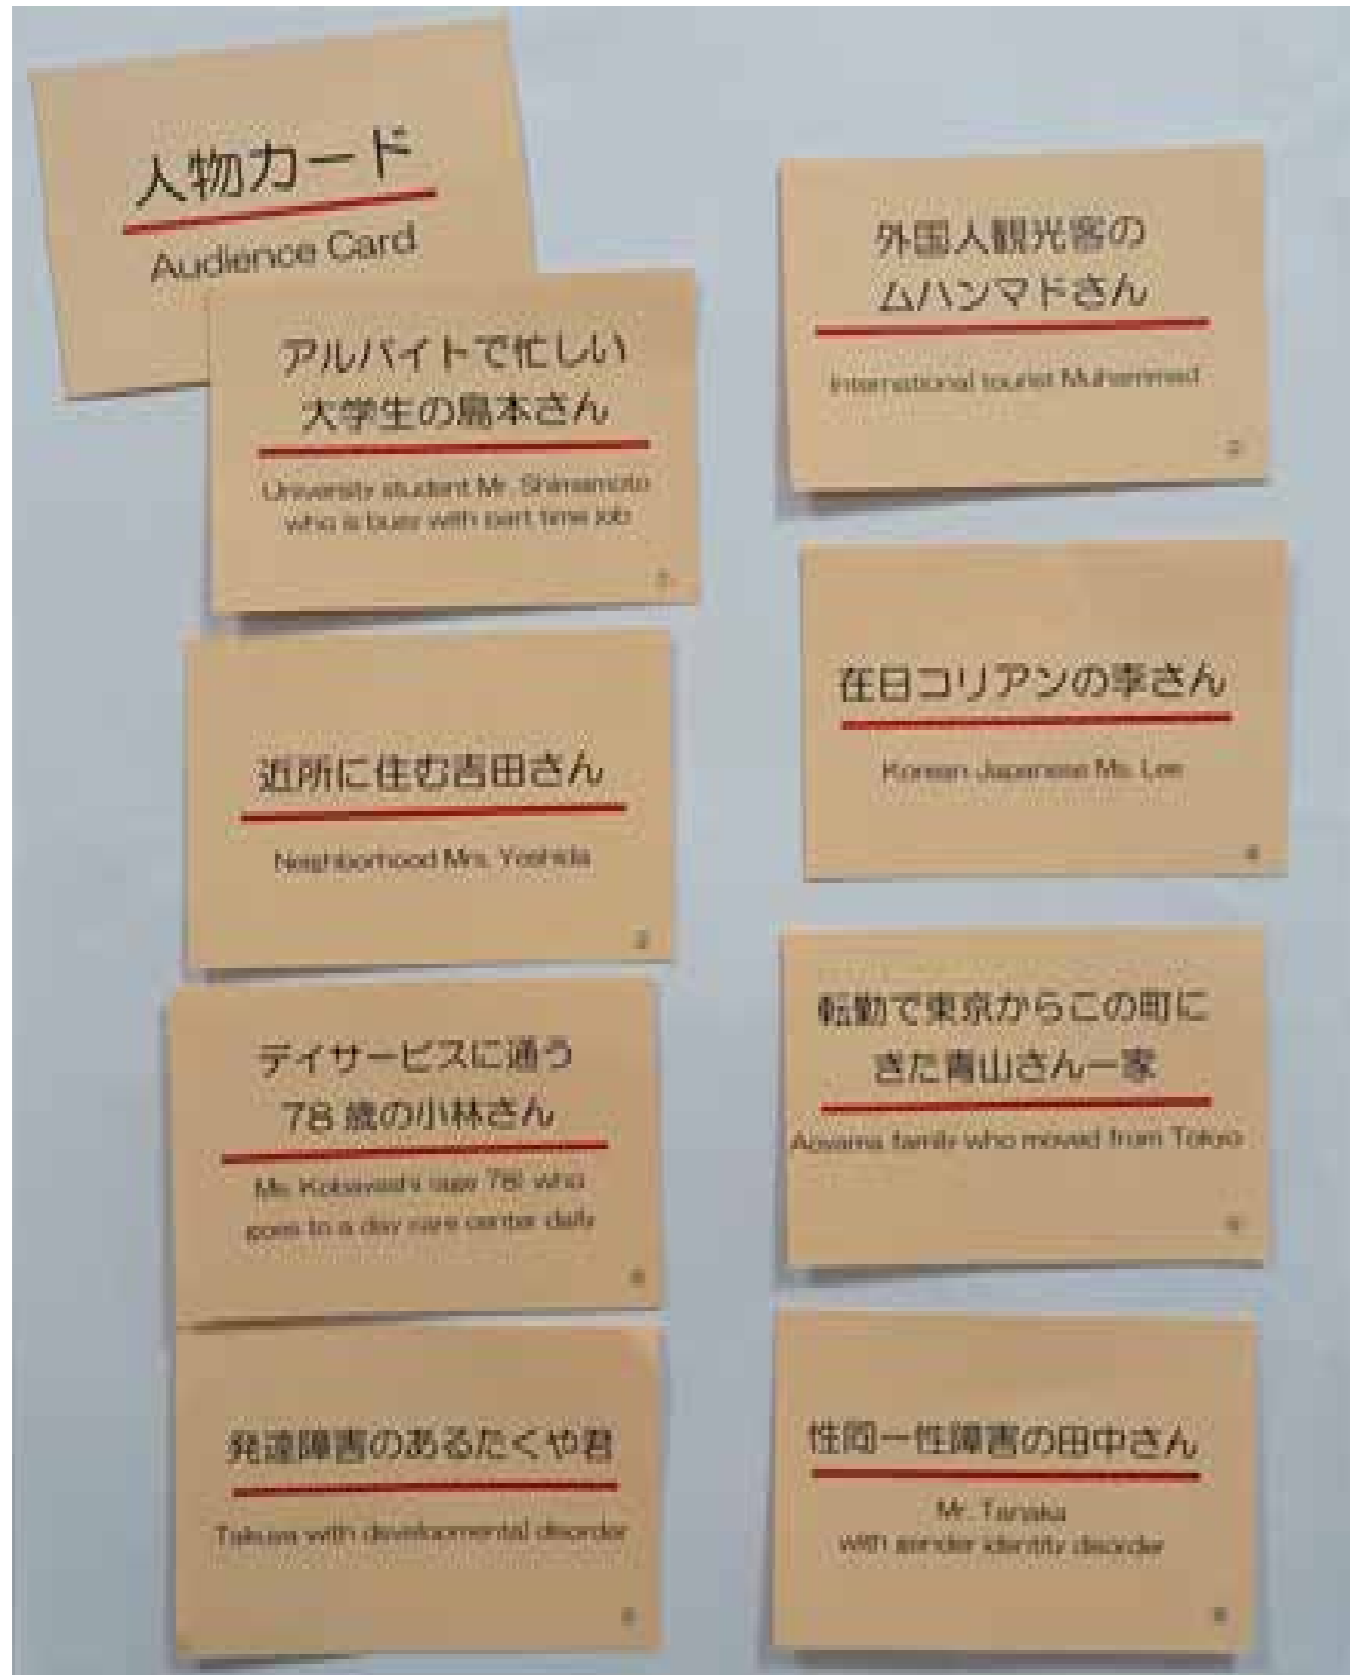 人物カード
Audience Card
アルバイトで忙しい
大学生の島本さん
University student Mr. Shimamoto
who is busy with part time job
1
近所に住む吉田さん
Neighborhood Mrs. Yoshida
デイサービスに通う
78歳の小林さん
Ms. Kobayashi (age 78) who
goes to a day care center daily
発達障害のあるたくや君
Takuya with developmental disorder
外国人観光客の
ムハンマドさん
International tourist Muhammed
在日コリアンの李さん
Korean Japanese Ms. Lee
転勤で東京からこの町に
きた青山さん一家
Aoyama family who moved from Tokyo
性同一性障害の田中さん
Mr. Tanaka
with gender identity disorder